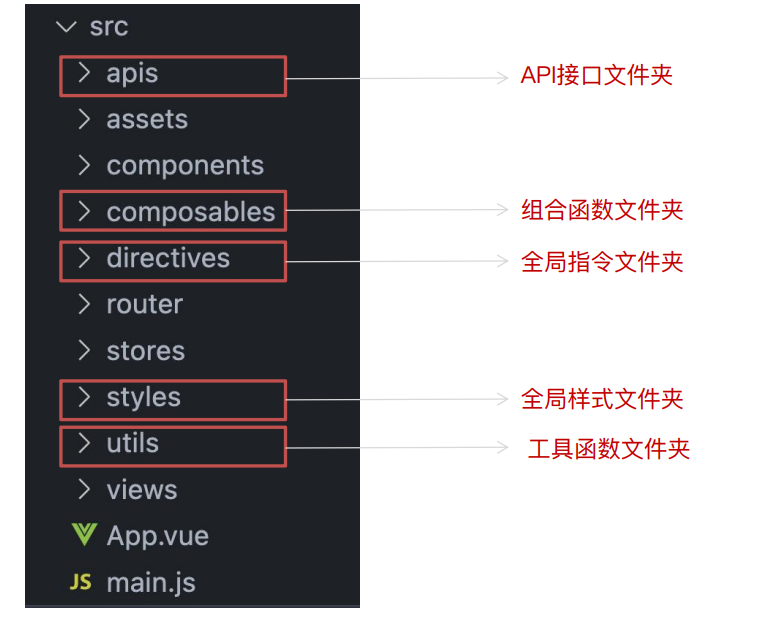 src
apis
API接口文件夹
assets
components
composables
组合函数文件夹
directives
全局指令文件夹
router
stores
styles
全局样式文件夹
utils
工具函数文件夹
views
App.vue
JS main.js